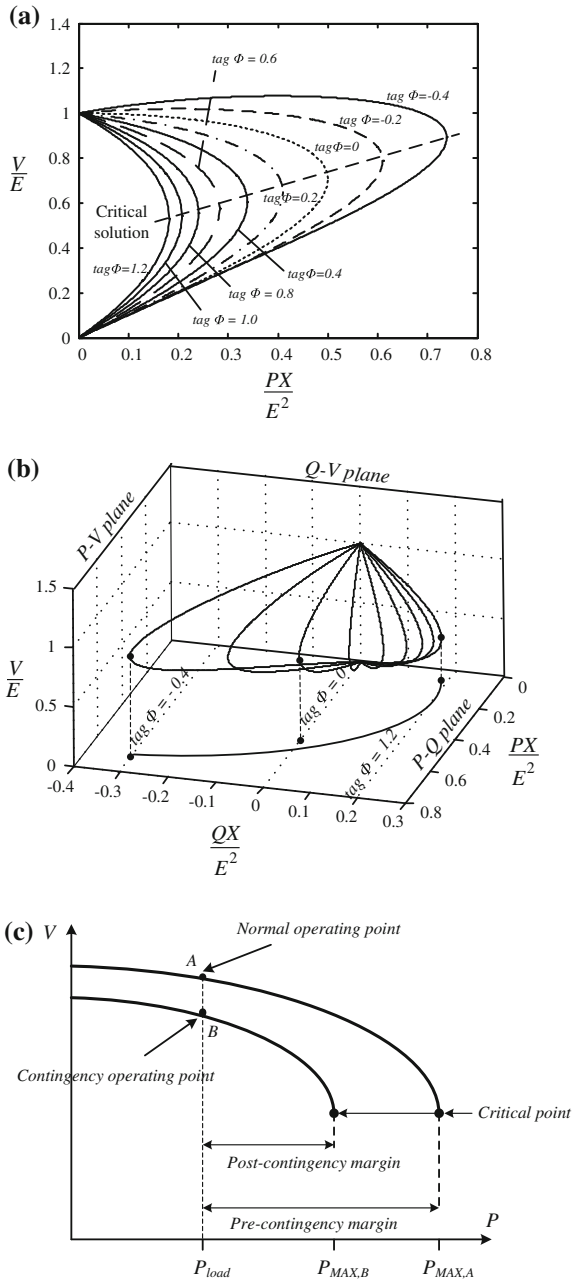 (a)
1.4
1.2
1
0.8
0.6
0.4
0.2
0
V
E
tag Φ=0.6
tag Φ=-0.4
tag Φ=-0.2
tagΦ=0
tagΦ=0.2
Critical
solution
tagΦ=1.2
tagΦ=0.4
tag Φ = 0.8
tag Φ = 1.0
0 0.1 0.2 0.3 0.4 0.5 0.6 0.7 0.8
PX
E²
(b)
Q-V plane
P-V plane
1.5
1
0.5
0
V
E
tag Φ = - 0.4
tag Φ = 0
tag Φ = 1.2
P-Q plane
0
0.2
0.4
0.6
0.8
PX
E²
-0.4 -0.3 -0.2 -0.1 0 0.1 0.2 0.3
QX
E²
(c)
V
Normal operating point
A
B
Contingency operating point
Critical point
Post-contingency margin
Pre-contingency margin
P
P_load P_MAX,B P_MAX,A